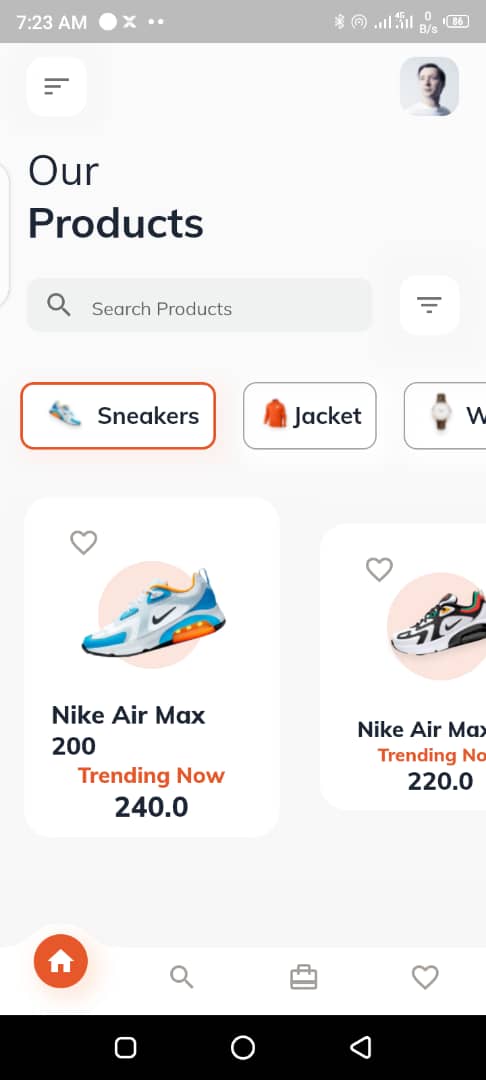 7:23 AM
4G
0
B/s
86
Our
Products
Search Products
Sneakers
Jacket
W
Nike Air Max
200
Trending Now
240.0
Nike Air Max
Trending No
220.0